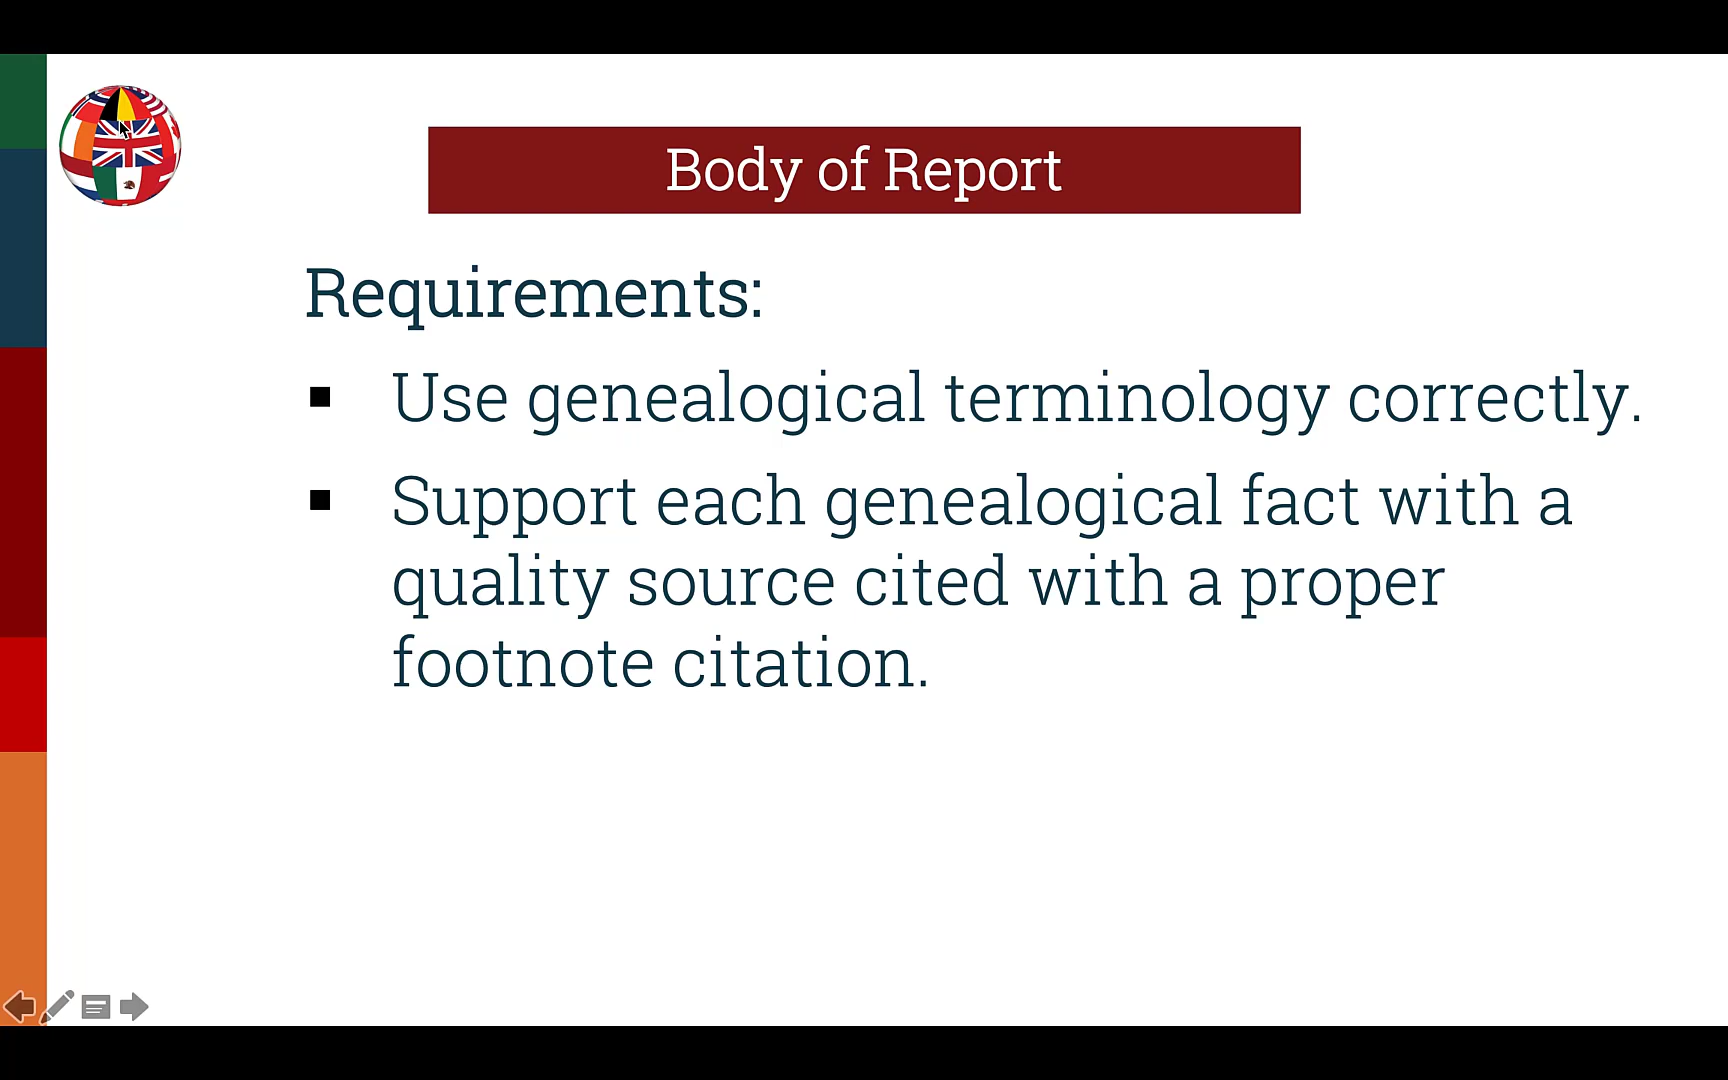 Body of Report
Requirements:
▪ Use genealogical terminology correctly.
▪ Support each genealogical fact with a
quality source cited with a proper
footnote citation.